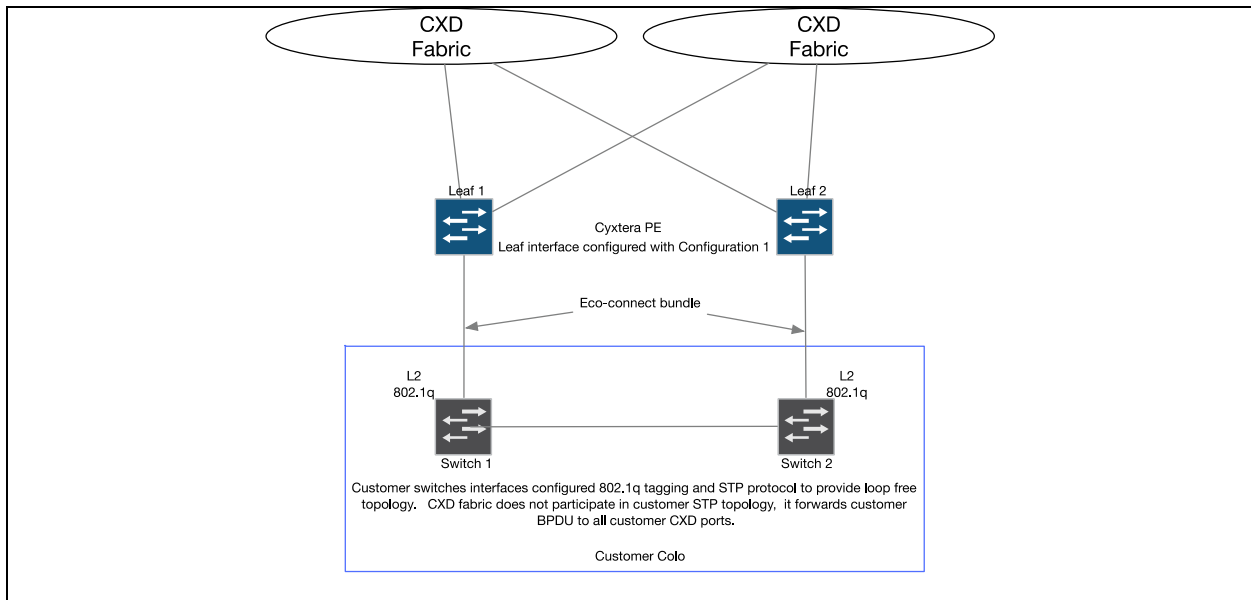 CXD
Fabric
CXD
Fabric
Leaf 1
Leaf 2
Cyxtera PE
Leaf interface configured with Configuration 1
Eco-connect bundle
L2
802.1q
L2
802.1q
Switch 1
Switch 2
Customer switches interfaces configured 802.1q tagging and STP protocol to provide loop free
topology. CXD fabric does not participate in customer STP topology, it forwards customer
BPDU to all customer CXD ports.
Customer Colo